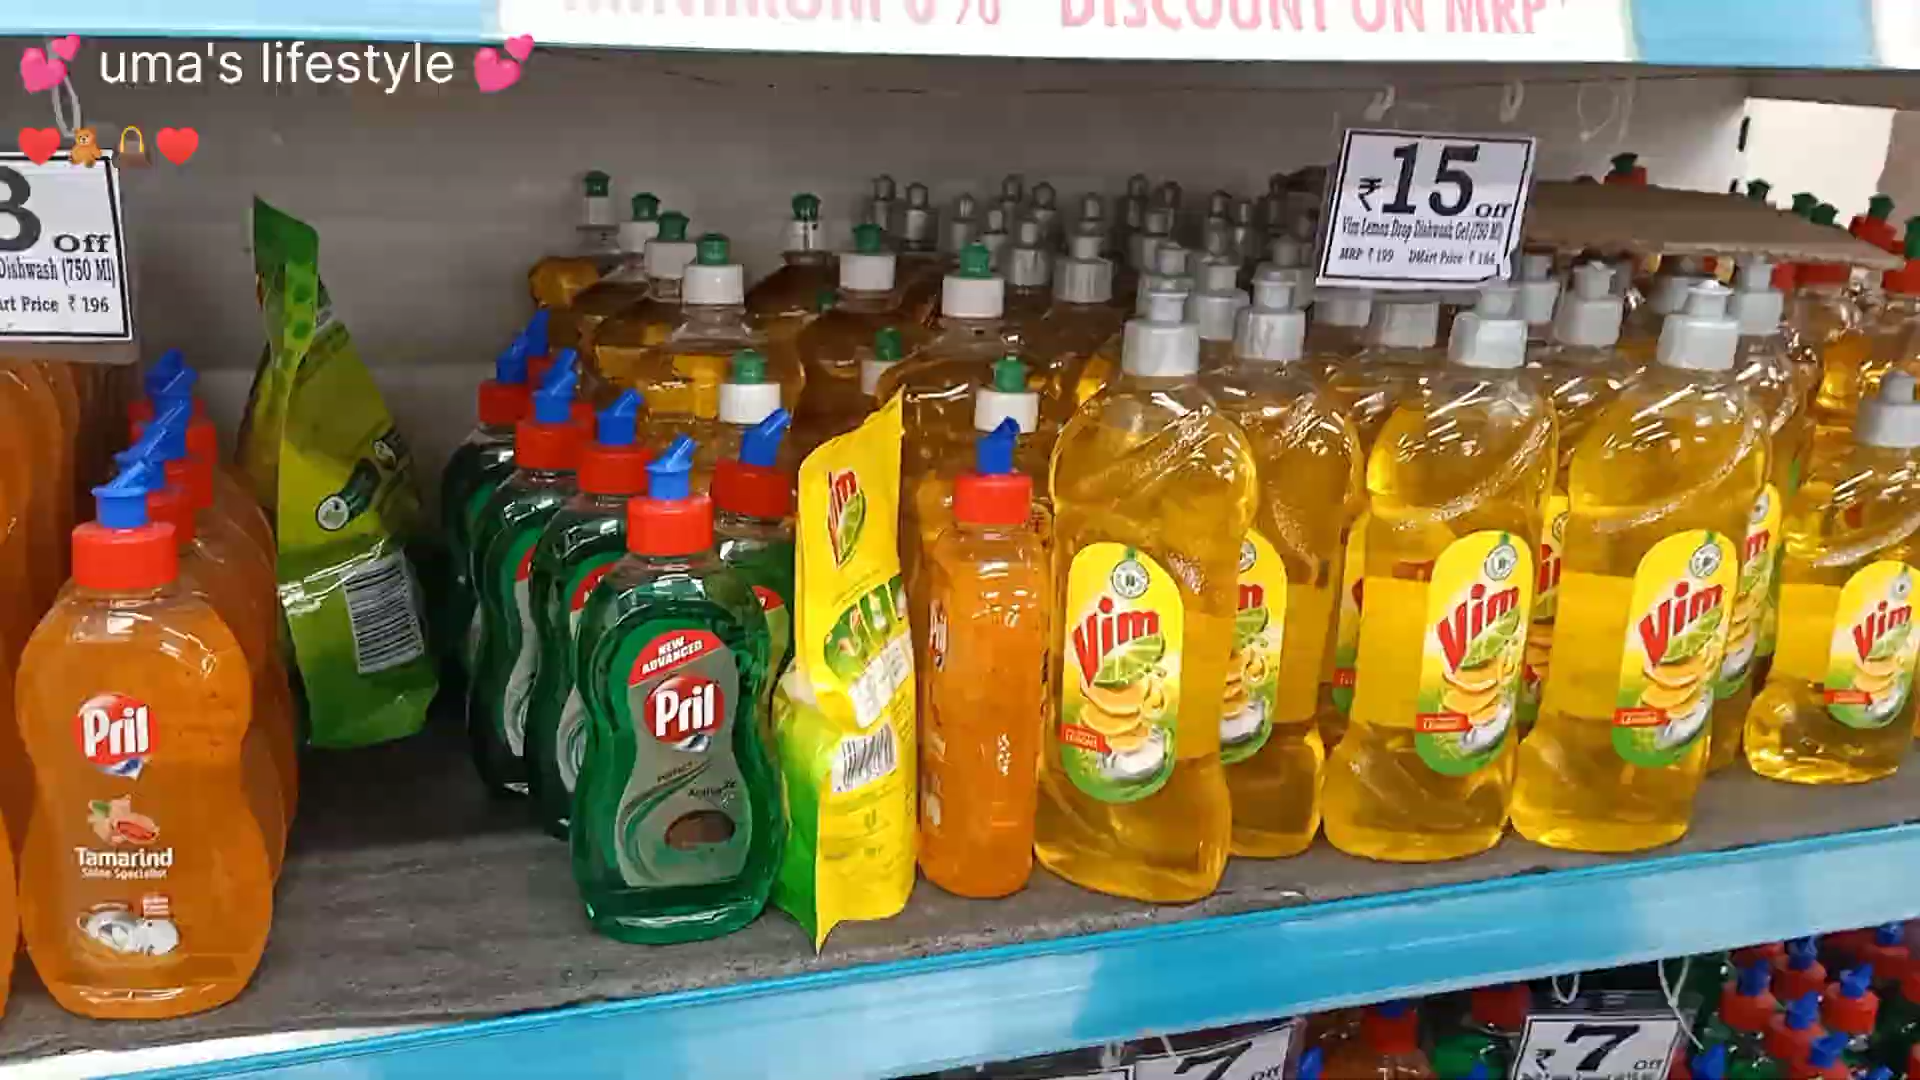 DISCOUNT ON MRP
uma's lifestyle
Off
Dishwash (750 Ml)
Price ₹ 196
₹15 Off
Vim Lemon Drop Dishwash Gel (750 Ml)
MRP ₹ 199 DMart Price ₹ 184
NEW
ADVANCED
Pril
Pril
Tamarind
Shine Specialist
Vim
Vim
Vim
Vim
Vim
7 Off
₹ 7 Off